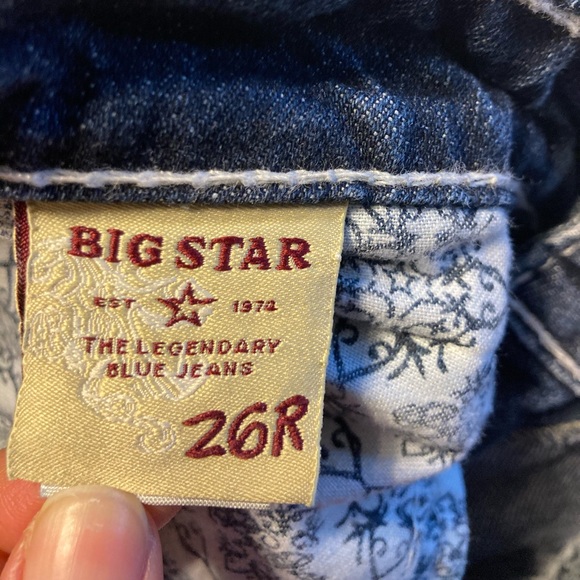 BIG STAR
EST 1974
THE LEGENDARY
BLUE JEANS
26R